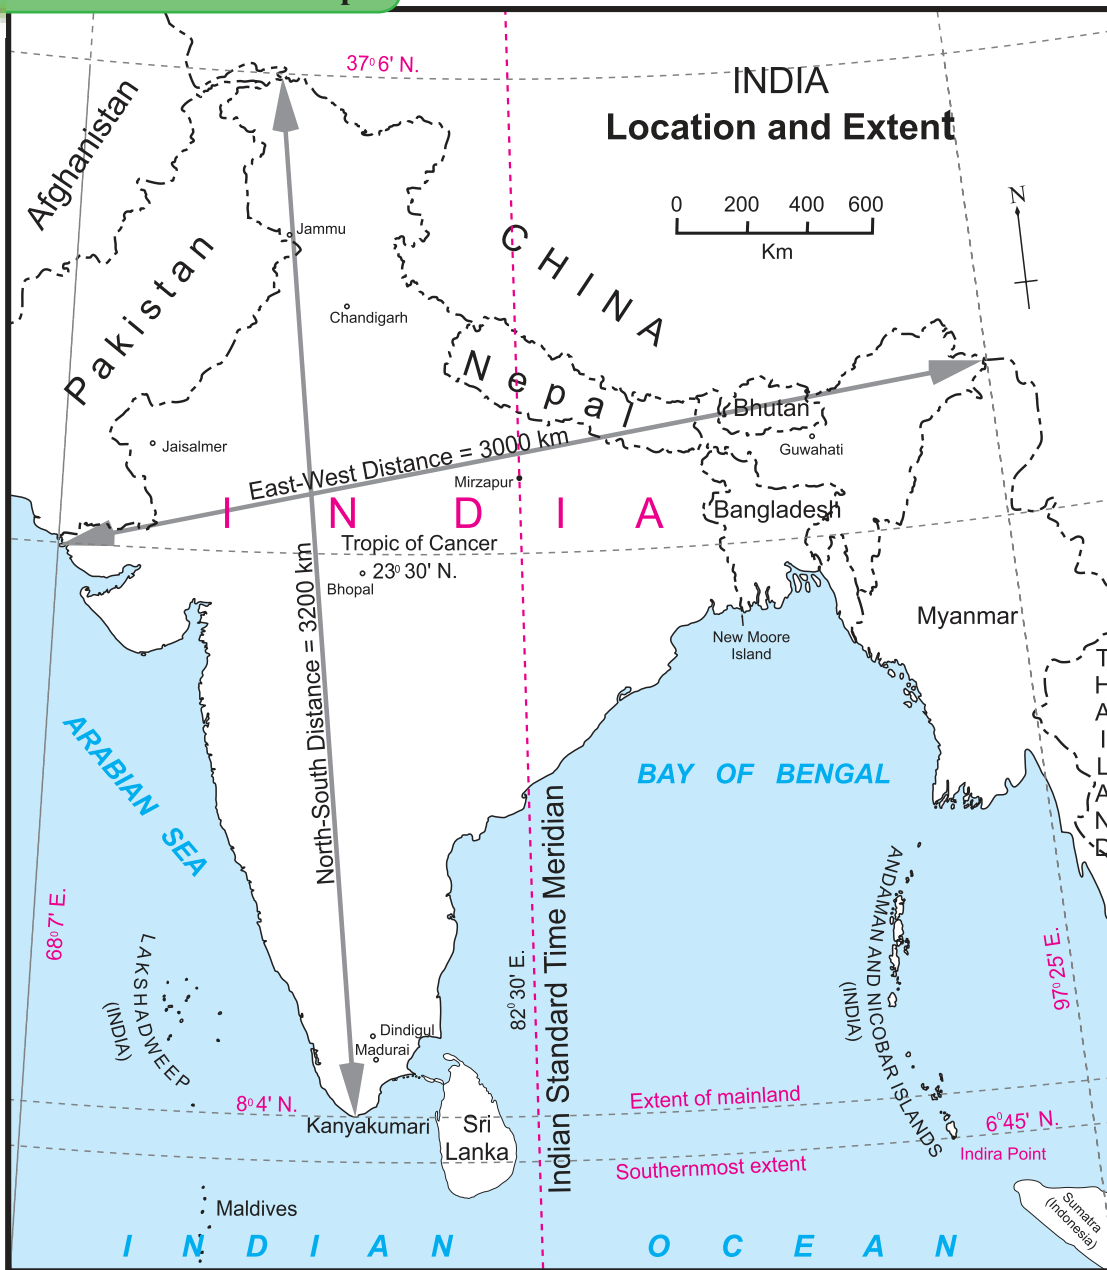 37° 6' N.
INDIA
Location and Extent
Afghanistan
N
0 200 400 600
Km
Jammu
CHINA
Pakistan
Chandigarh
Nepal
Bhutan
Jaisalmer
Guwahati
East-West Distance = 3000 km
Mirzapur
INDIA
Bangladesh
Tropic of Cancer
23° 30' N.
Bhopal
Myanmar
New Moore
Island
North-South Distance = 3200 km
THAILAND
ARABIAN SEA
BAY OF BENGAL
Indian Standard Time Meridian
82° 30' E.
68° 7' E.
97° 25' E.
LAKSHADWEEP
(INDIA)
ANDAMAN AND NICOBAR ISLANDS
(INDIA)
Dindigul
Madurai
8° 4' N.
Extent of mainland
Kanyakumari
Sri
Lanka
6° 45' N.
Indira Point
Southernmost extent
Maldives
Sumatra
(Indonesia)
INDIAN OCEAN